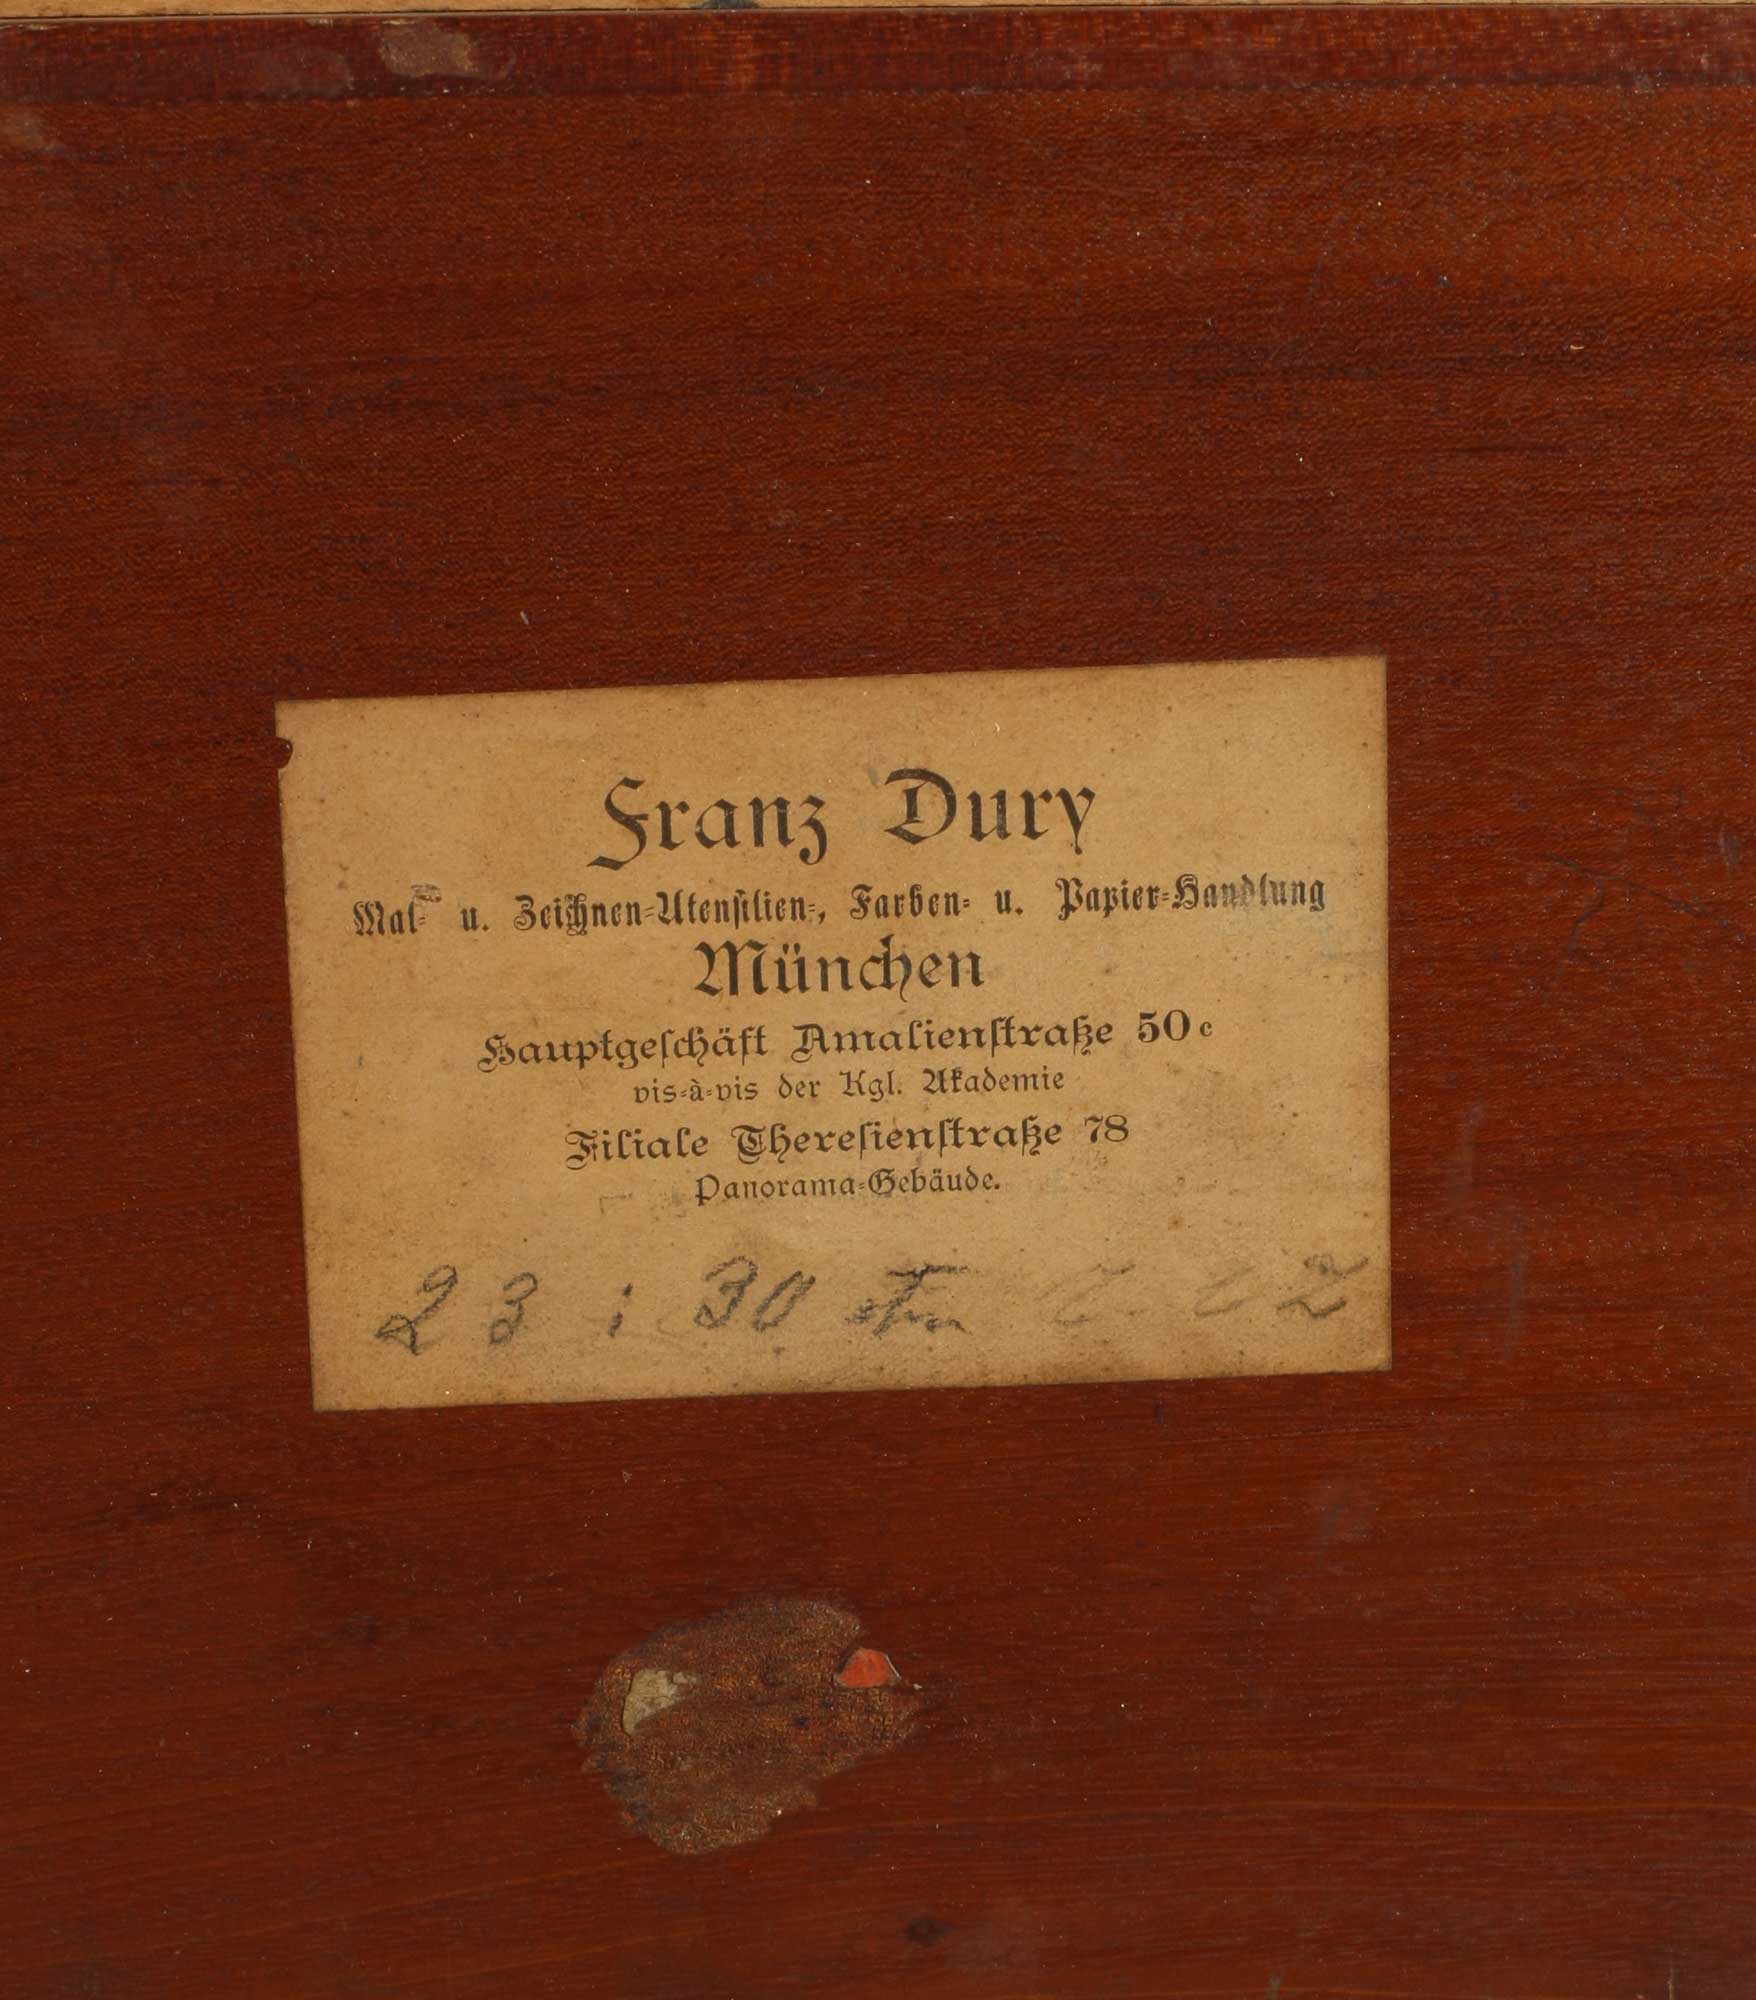 Franz Dury
Mal- u. Zeichnen-Utensilien-, Farben- u. Papier-Handlung
München
Hauptgeschäft Amalienstraße 50 c
vis-à-vis der Kgl. Akademie
Filiale Theresienstraße 78
Panorama-Gebäude.
23 : 30